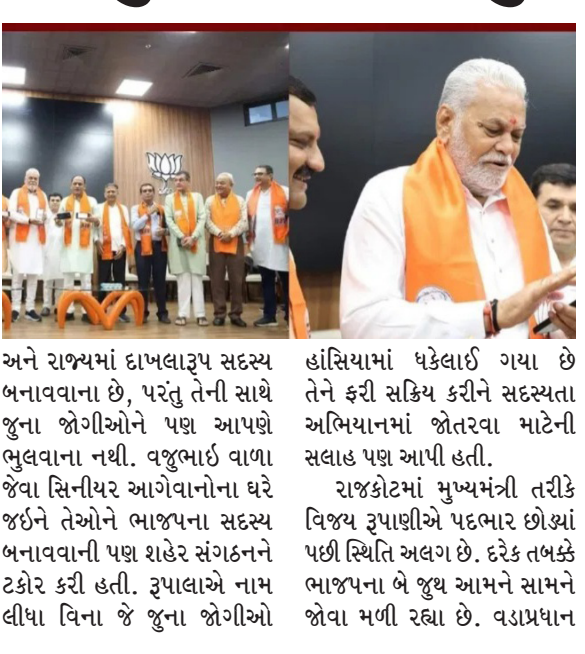 અને રાજ્યમાં દાખલારૂપ સદસ્ય
બનાવવાના છે, પરંતુ તેની સાથે
જુના જોગીઓને પણ આપણે
ભુલવાના નથી. વજુભાઇ વાળા
જેવા સિનીયર આગેવાનોના ઘરે
જઇને તેઓને ભાજપના સદસ્ય
બનાવવાની પણ શહેર સંગઠનને
ટકોર કરી હતી. રૂપાલાએ નામ
લીધા વિના જે જુના જોગીઓ
હાંસિયામાં ધકેલાઈ ગયા છે
તેને ફરી સક્રિય કરીને સદસ્યતા
અભિયાનમાં જોતરવા માટેની
સલાહ પણ આપી હતી.
રાજકોટમાં મુખ્યમંત્રી તરીકે
વિજય રૂપાણીએ પદભાર છોડ્યાં
પછી સ્થિતિ અલગ છે. દરેક તબક્કે
ભાજપના બે જુથ આમને સામને
જોવા મળી રહ્યા છે. વડાપ્રધાન